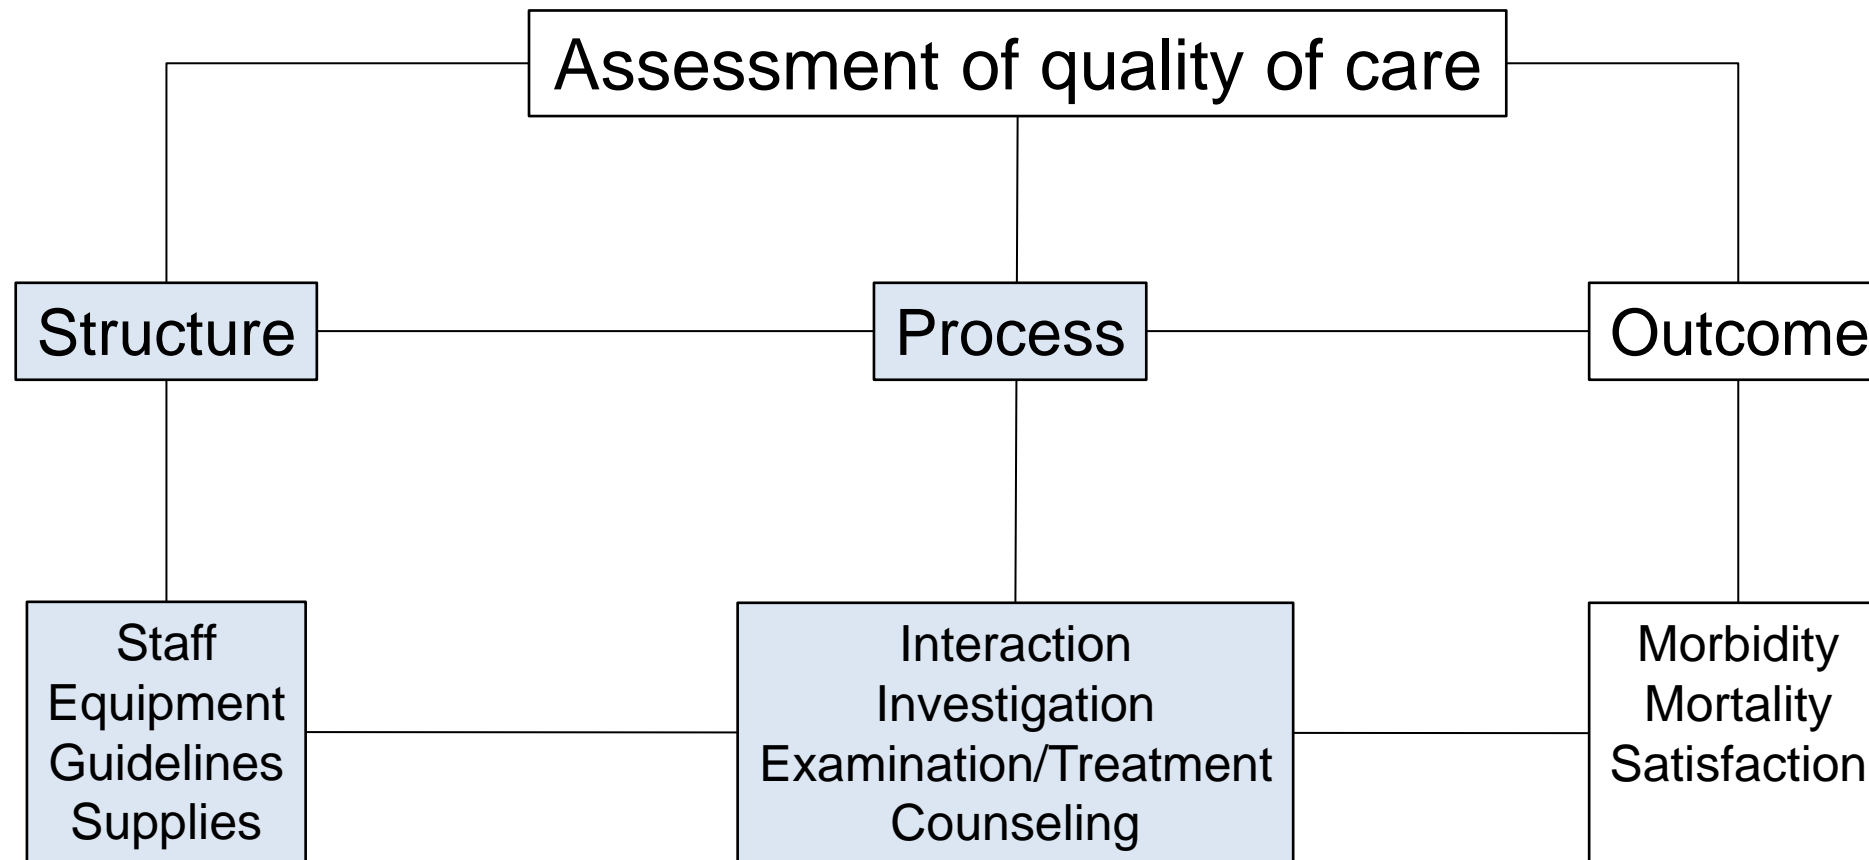 Assessment of quality of care
Structure
Process
Outcome
Staff
Equipment
Guidelines
Supplies
Interaction
Investigation
Examination/Treatment
Counseling
Morbidity
Mortality
Satisfaction